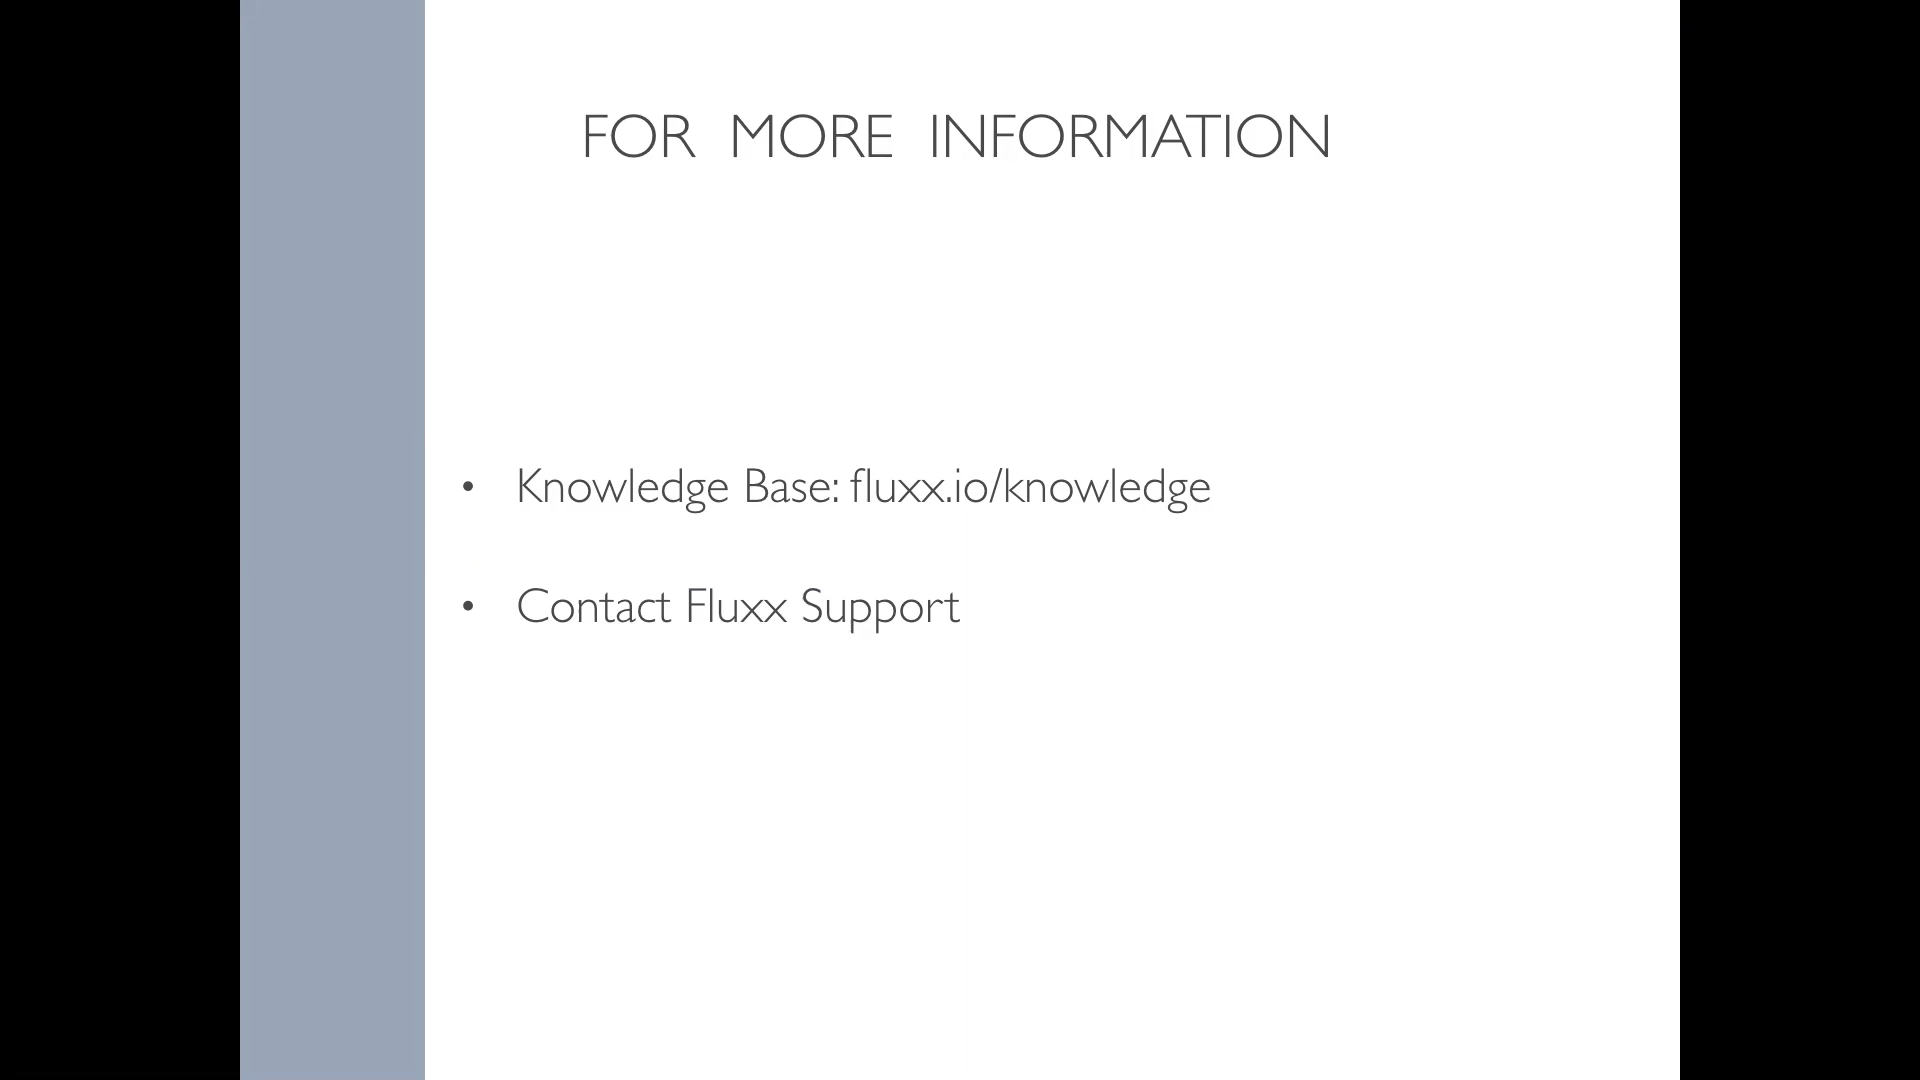 FOR MORE INFORMATION
• Knowledge Base: fluxx.io/knowledge
• Contact Fluxx Support